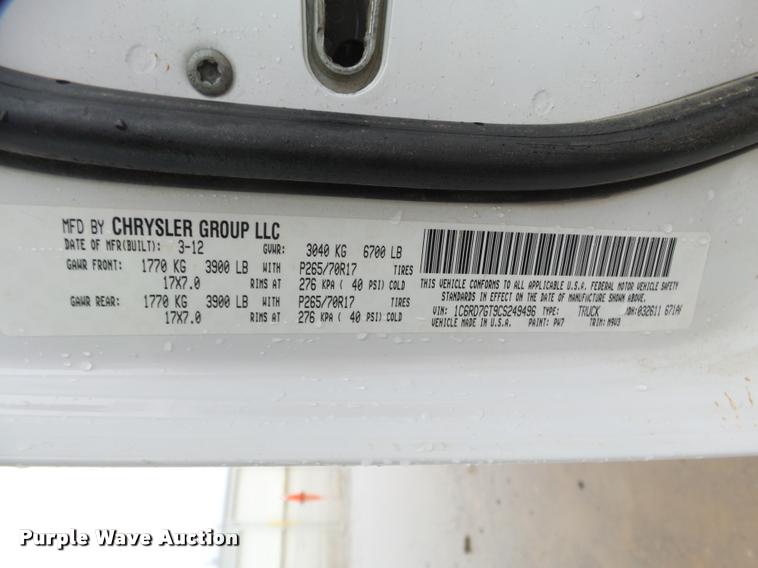 MFD BY CHRYSLER GROUP LLC
DATE OF MFR(BUILT): 3-12 GVWR: 3040 KG 6700 LB
GAWR FRONT: 1770 KG 3900 LB WITH P265/70R17 TIRES
17X7.0 RIMS AT 276 KPA ( 40 PSI) COLD
GAWR REAR: 1770 KG 3900 LB WITH P265/70R17 TIRES
17X7.0 RIMS AT 276 KPA ( 40 PSI) COLD
THIS VEHICLE CONFORMS TO ALL APPLICABLE U.S.A. FEDERAL MOTOR VEHICLE SAFETY
STANDARDS IN EFFECT ON THE DATE OF MANUFACTURE SHOWN ABOVE.
VIN: 1C6RD7GT9CS249496 TYPE: TRUCK MDH: 032611
VEHICLE MADE IN U.S.A. PAINT: PW7 TRIM: M9V3
Purple Wave Auction